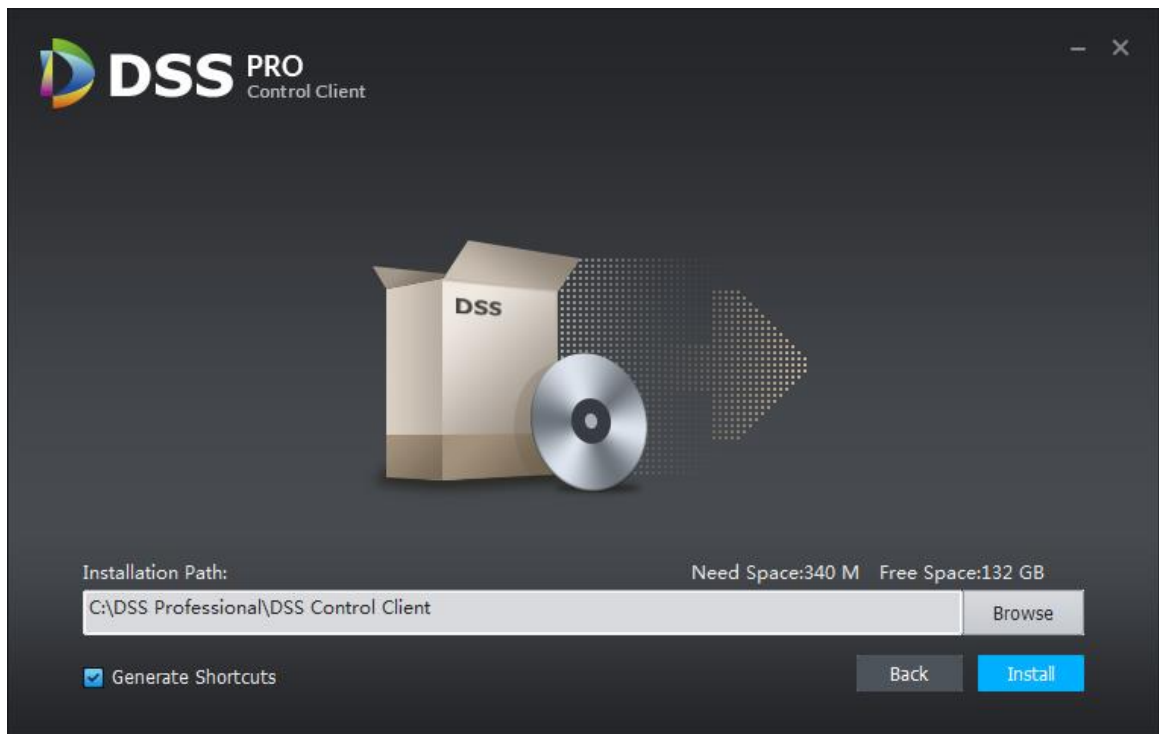 DSS PRO
Control Client
DSS
Installation Path:
Need Space:340 M Free Space:132 GB
C:\DSS Professional\DSS Control Client
Browse
Generate Shortcuts
Back
Install